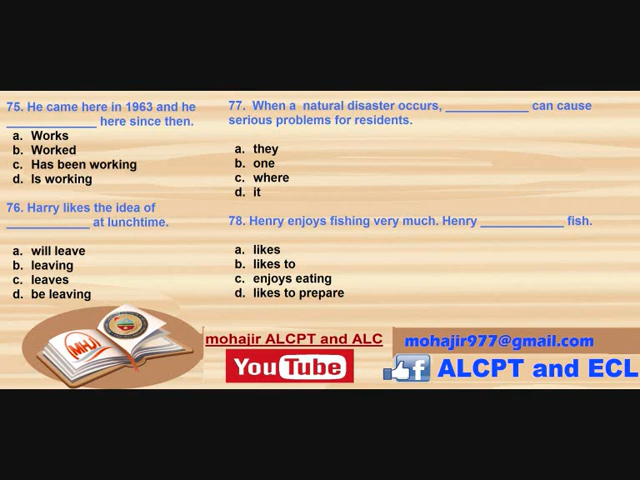 75. He came here in 1963 and he
____________ here since then.
a. Works
b. Worked
c. Has been working
d. Is working
76. Harry likes the idea of
____________ at lunchtime.
a. will leave
b. leaving
c. leaves
d. be leaving
77. When a natural disaster occurs, ____________ can cause
serious problems for residents.
a. they
b. one
c. where
d. it
78. Henry enjoys fishing very much. Henry ____________ fish.
a. likes
b. likes to
c. enjoys eating
d. likes to prepare
MHJ
mohajir ALCPT and ALC
YouTube
mohajir977@gmail.com
f ALCPT and ECL